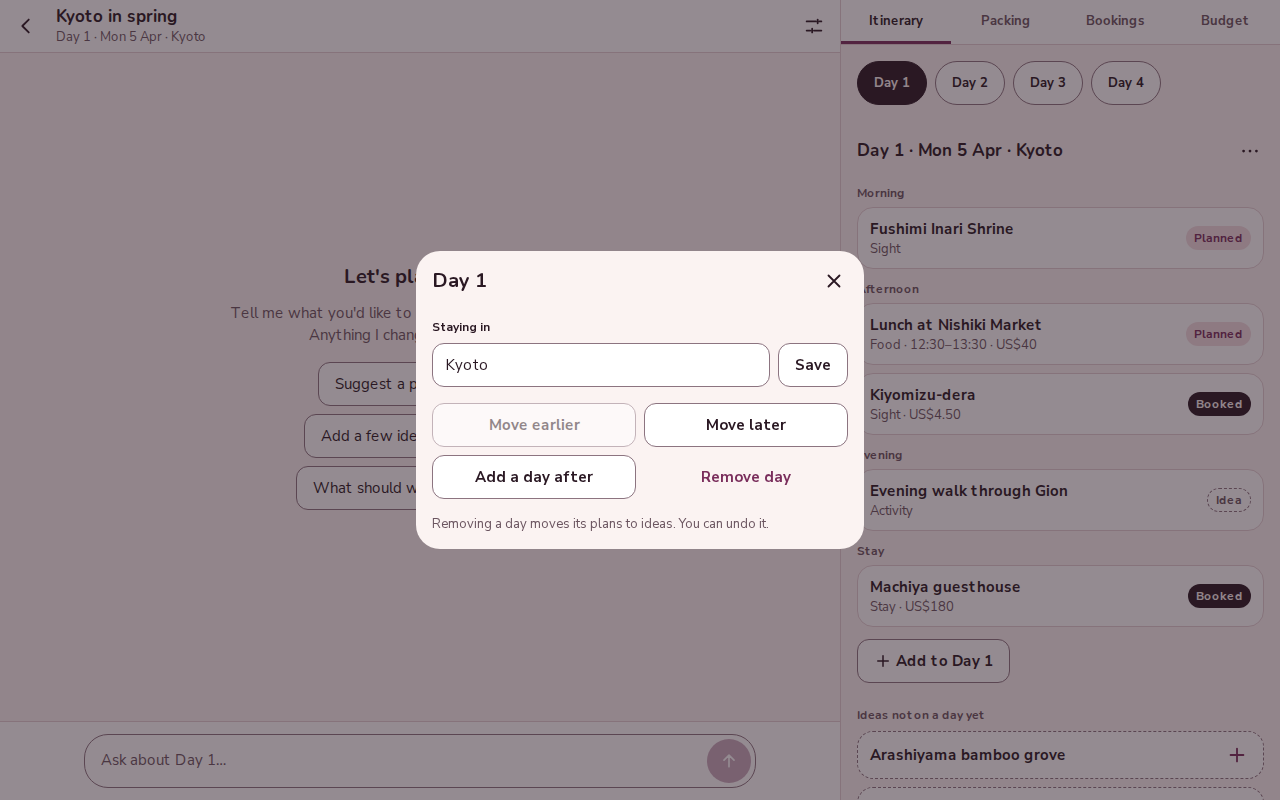 Kyoto in spring
Day 1 · Mon 5 Apr · Kyoto
Let's pl
Tell me what you'd like to
Anything I chang
Suggest a p
Add a few ide
What should w
Ask about Day 1...
Day 1
Staying in
Kyoto
Save
Move earlier
Move later
Add a day after
Remove day
Removing a day moves its plans to ideas. You can undo it.
Itinerary
Packing
Bookings
Budget
Day 1
Day 2
Day 3
Day 4
Day 1 · Mon 5 Apr · Kyoto
Morning
Fushimi Inari Shrine
Sight
Planned
Afternoon
Lunch at Nishiki Market
Food · 12:30–13:30 · US$40
Planned
Kiyomizu-dera
Sight · US$4.50
Booked
vening
Evening walk through Gion
Activity
Idea
Stay
Machiya guesthouse
Stay · US$180
Booked
Add to Day 1
Ideas not on a day yet
Arashiyama bamboo grove